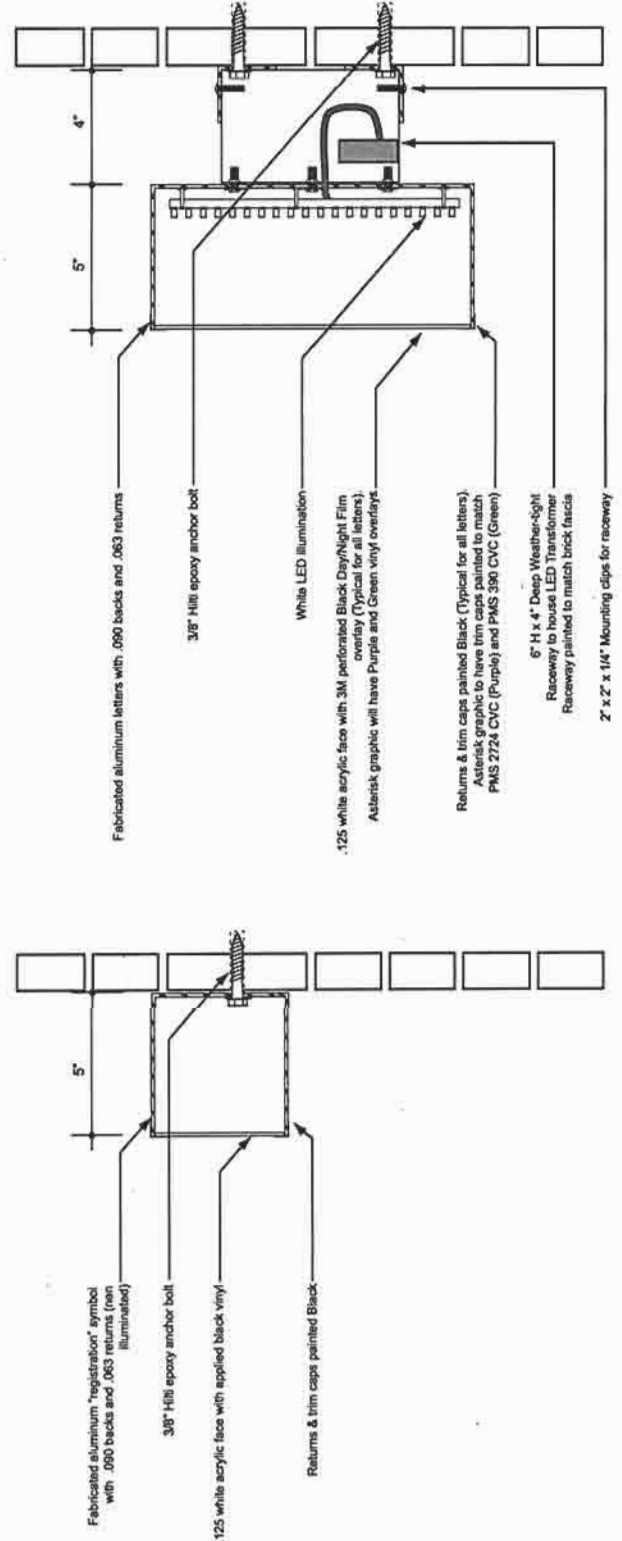 4"
5"
Fabricated aluminum letters with .090 backs and .063 returns
3/8" Hilti epoxy anchor bolt
White LED illumination
.125 white acrylic face with 3M perforated Black Day/Night Film
overlay (Typical for all letters).
Asterisk graphic will have Purple and Green vinyl overlays
Returns & trim caps painted Black (Typical for all letters).
Asterisk graphic to have trim caps painted to match
PMS 2724 CVC (Purple) and PMS 390 CVC (Green)
6" H x 4" Deep Weather-tight
Raceway to house LED Transformer
Raceway painted to match brick fascia
2" x 2" x 1/4" Mounting clips for raceway
5"
Fabricated aluminum "registration" symbol
with .090 backs and .063 returns (non
illuminated)
3/8" Hilti epoxy anchor bolt
.125 white acrylic face with applied black vinyl
Returns & trim caps painted Black